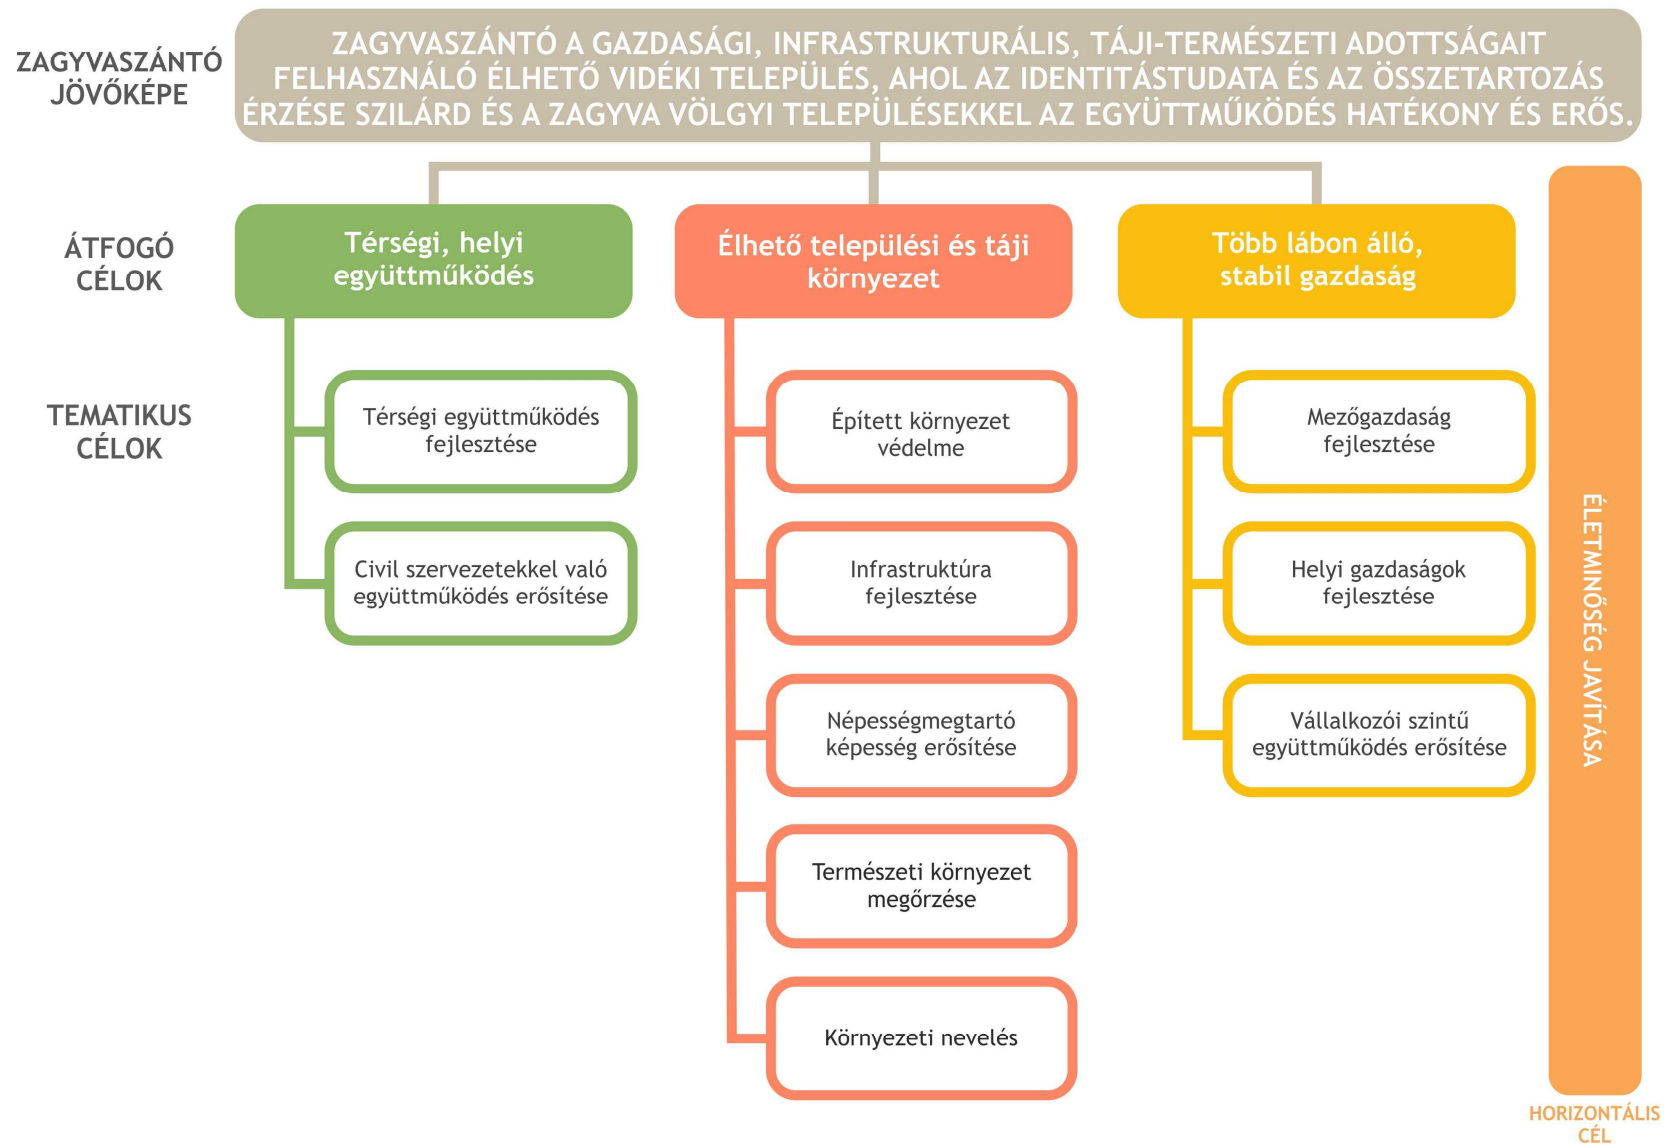 ZAGYVASZÁNTÓ
JÖVŐKÉPE
ZAGYVASZÁNTÓ A GAZDASÁGI, INFRASTRUKTURÁLIS, TÁJI-TERMÉSZETI ADOTTSÁGAIT
FELHASZNÁLÓ ÉLHETŐ VIDÉKI TELEPÜLÉS, AHOL AZ IDENTITÁSTUDATA ÉS AZ ÖSSZETARTOZÁS
ÉRZÉSE SZILÁRD ÉS A ZAGYVA VÖLGYI TELEPÜLÉSEKKEL AZ EGYÜTTMŰKÖDÉS HATÉKONY ÉS ERŐS.
ÁTFOGÓ
CÉLOK
Térségi, helyi
együttműködés
Élhető települési és táji
környezet
Több lábon álló,
stabil gazdaság
TEMATIKUS
CÉLOK
Térségi együttműködés
fejlesztése
Civil szervezetekkel való
együttműködés erősítése
Épített környezet
védelme
Infrastruktúra
fejlesztése
Népességmegtartó
képesség erősítése
Természeti környezet
megőrzése
Környezeti nevelés
Mezőgazdaság
fejlesztése
Helyi gazdaságok
fejlesztése
Vállalkozói szintű
együttműködés erősítése
ÉLETMINŐSÉG JAVÍTÁSA
HORIZONTÁLIS
CÉL